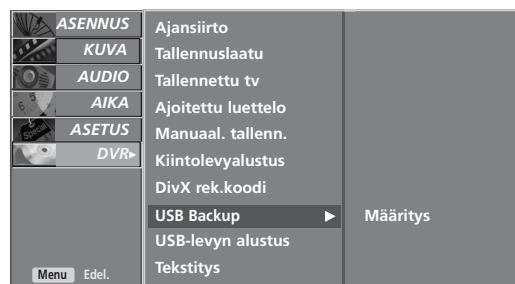 ASENNUS
KUVA
AUDIO
AIKA
ASETUS
DVR
Menu Edel.
Ajansiirto
Tallennuslaatu
Tallennettu tv
Ajoitettu luettelo
Manuaal. tallenn.
Kiintolevyalustus
DivX rek.koodi
USB Backup
USB-levyn alustus
Tekstitys
Määritys